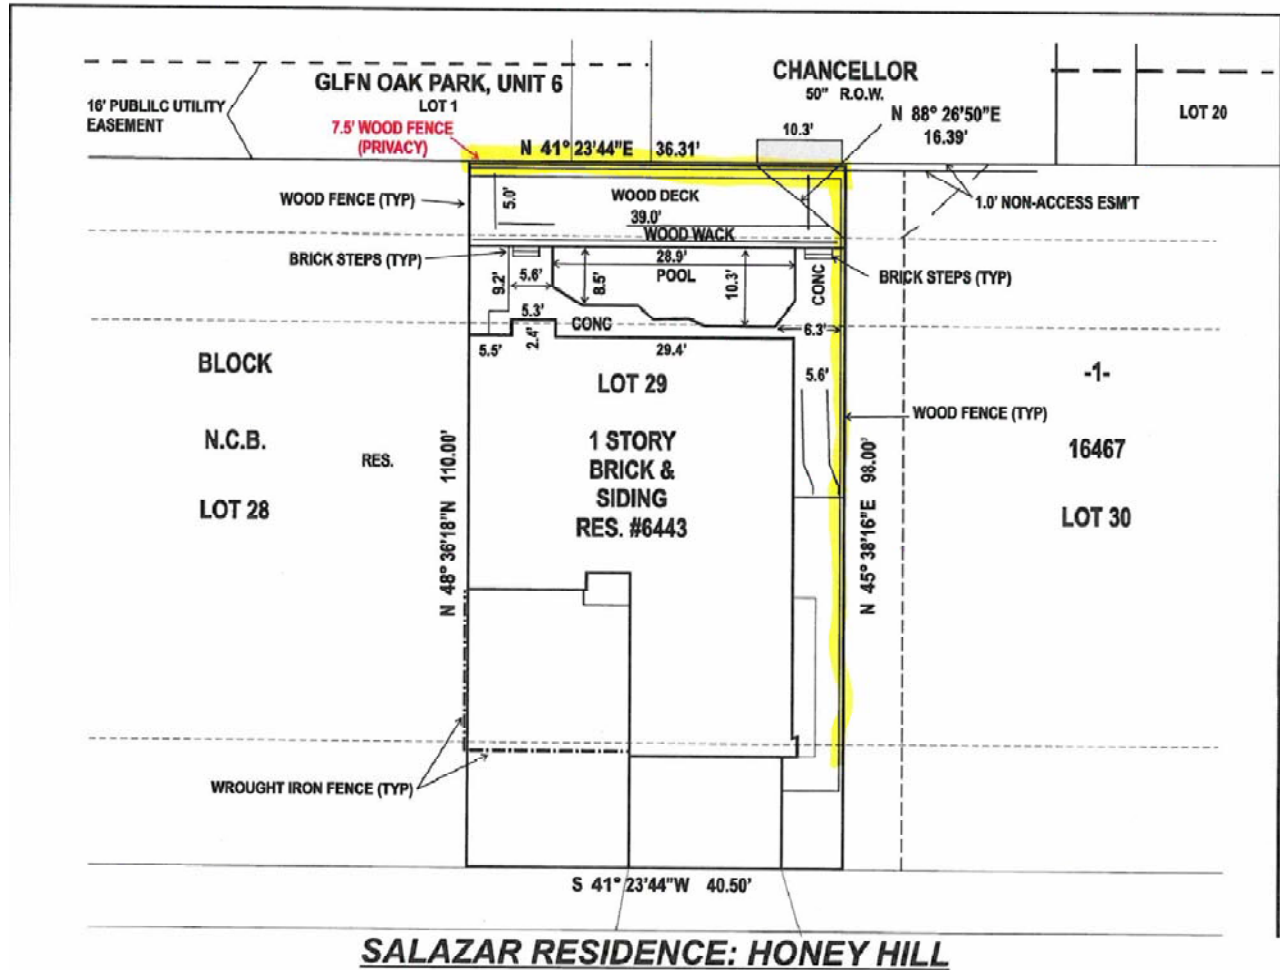 GLFN OAK PARK, UNIT 6
LOT 1
CHANCELLOR
50" R.O.W.
16' PUBLILC UTILITY
EASEMENT
7.5' WOOD FENCE
(PRIVACY)
N 41° 23'44"E 36.31'
10.3'
N 88° 26'50"E
16.39'
LOT 20
WOOD FENCE (TYP)
5.0'
WOOD DECK
39.0'
WOOD WACK
1.0' NON-ACCESS ESM'T
BRICK STEPS (TYP)
9.2'
5.6'
8.5'
28.9'
POOL
10.3'
CONC
BRICK STEPS (TYP)
5.3'
CONC
6.3'
5.5'
2.4'
29.4'
5.6'
BLOCK
LOT 29
-1-
WOOD FENCE (TYP)
N.C.B.
RES.
N 48° 36'18"N 110.00'
1 STORY
BRICK &
SIDING
RES. #6443
N 45° 38'16"E 98.00'
16467
LOT 28
LOT 30
WROUGHT IRON FENCE (TYP)
S 41° 23'44"W 40.50'
SALAZAR RESIDENCE: HONEY HILL